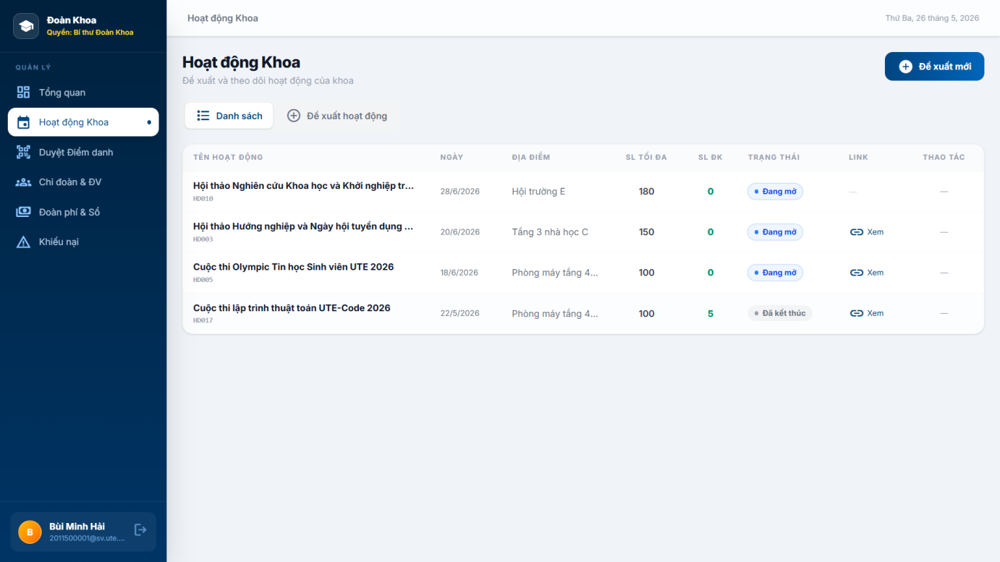 Đoàn Khoa
Quyền: Bí thư Đoàn Khoa
QUẢN LÝ
Tổng quan
Hoạt động Khoa
Duyệt Điểm danh
Chi đoàn & ĐV
Đoàn phí & Sổ
Khiếu nại
B
Bùi Minh Hải
2011500001@sv.ute....
Hoạt động Khoa
Thứ Ba, 26 tháng 5, 2026
Hoạt động Khoa
Đề xuất và theo dõi hoạt động của khoa
Đề xuất mới
Danh sách
Đề xuất hoạt động
TÊN HOẠT ĐỘNG NGÀY ĐỊA ĐIỂM SL TỐI ĐA SL ĐK TRẠNG THÁI LINK THAO TÁC
Hội thảo Nghiên cứu Khoa học và Khởi nghiệp tr... 28/6/2026 Hội trường E 180 0 Đang mở — —
HD010
Hội thảo Hướng nghiệp và Ngày hội tuyển dụng ... 20/6/2026 Tầng 3 nhà học C 150 0 Đang mở Xem —
HD003
Cuộc thi Olympic Tin học Sinh viên UTE 2026 18/6/2026 Phòng máy tầng 4... 100 0 Đang mở Xem —
HD005
Cuộc thi lập trình thuật toán UTE-Code 2026 22/5/2026 Phòng máy tầng 4... 100 5 Đã kết thúc Xem —
HD017